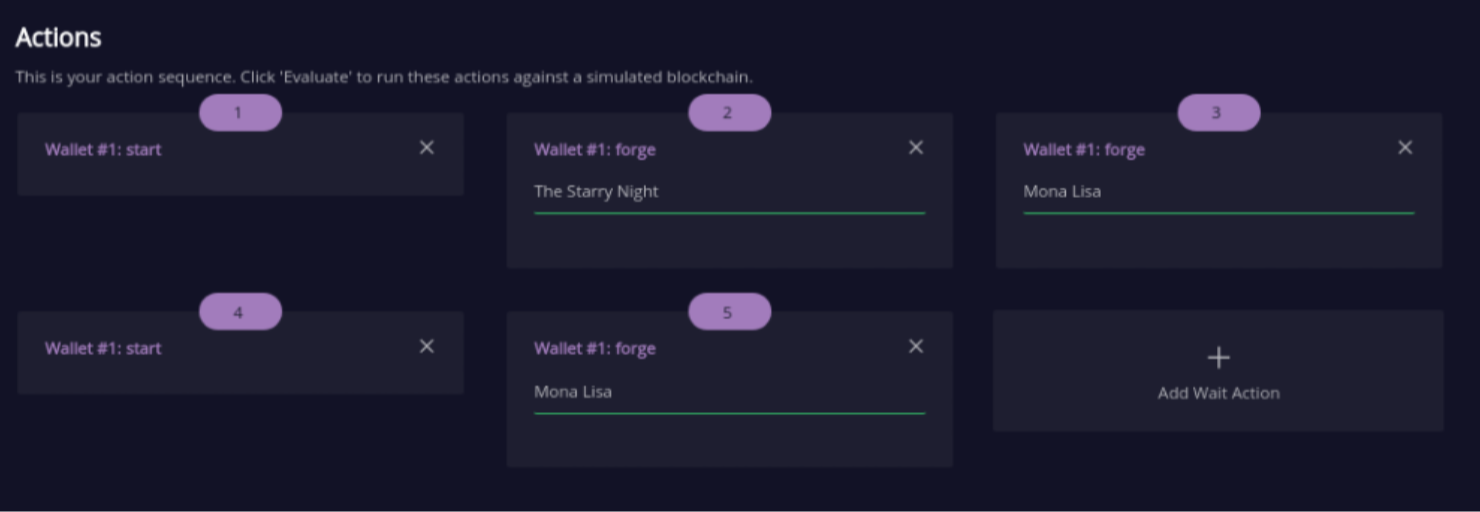 Actions
This is your action sequence. Click 'Evaluate' to run these actions against a simulated blockchain.
1
Wallet #1: start
2
Wallet #1: forge
The Starry Night
3
Wallet #1: forge
Mona Lisa
4
Wallet #1: start
5
Wallet #1: forge
Mona Lisa
Add Wait Action